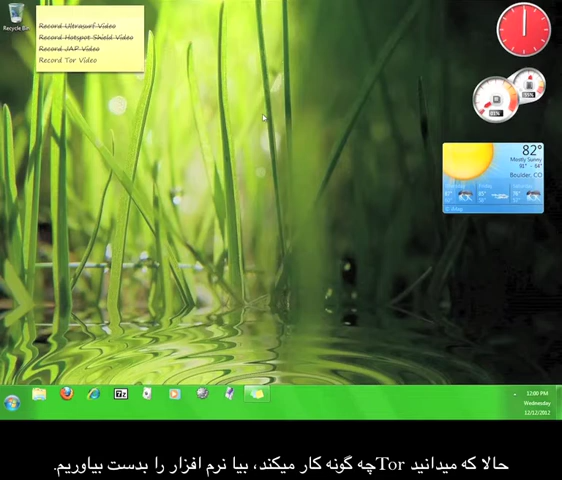 Recycle Bin
Record Ultrasurf Video
Record Hotspot Shield Video
Record JAP Video
Record Tor Video
82°
Mostly Sunny
Boulder, CO
Friday
12:00 PM
Wednesday
12/12/2012
حالا که میدانید Torچه گونه کار میکند، بیا نرم افزار را بدست بیاوریم.